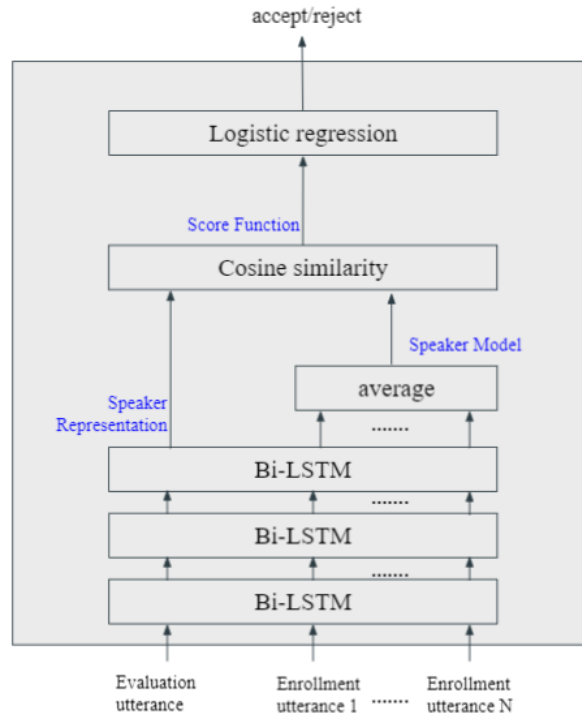 accept/reject
Logistic regression
Score Function
Cosine similarity
Speaker Model
average
Speaker
Representation
.......
Bi-LSTM
.......
Bi-LSTM
.......
Bi-LSTM
Evaluation
utterance
Enrollment
utterance 1
.......
Enrollment
utterance N